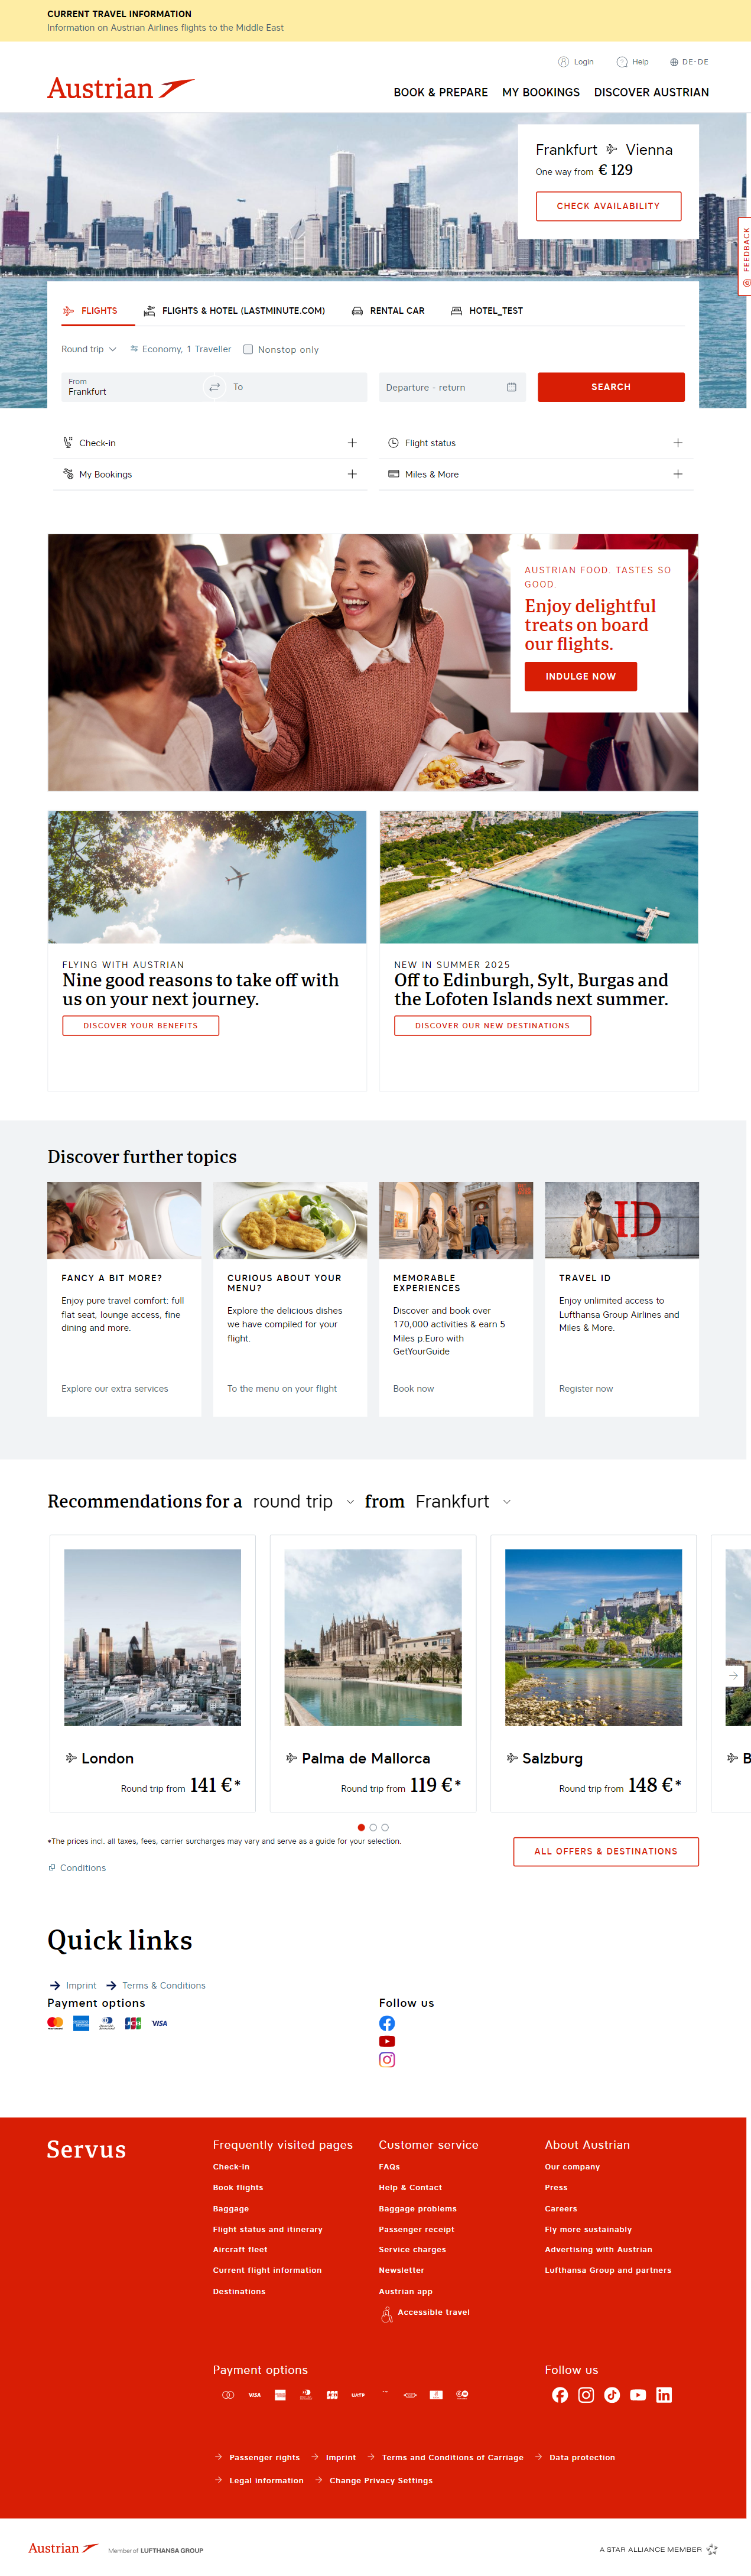 CURRENT TRAVEL INFORMATION
Information on Austrian Airlines flights to the Middle East
Login
Help
DE-DE
Austrian
BOOK & PREPARE
MY BOOKINGS
DISCOVER AUSTRIAN
Frankfurt
Vienna
One way from € 129
CHECK AVAILABILITY
FEEDBACK
FLIGHTS
FLIGHTS & HOTEL (LASTMINUTE.COM)
RENTAL CAR
HOTEL_TEST
Round trip
Economy, 1 Traveller
Nonstop only
From
Frankfurt
To
Departure - return
SEARCH
Check-in
Flight status
My Bookings
Miles & More
AUSTRIAN FOOD. TASTES SO
GOOD.
Enjoy delightful
treats on board
our flights.
INDULGE NOW
FLYING WITH AUSTRIAN
Nine good reasons to take off with
us on your next journey.
DISCOVER YOUR BENEFITS
NEW IN SUMMER 2025
Off to Edinburgh, Sylt, Burgas and
the Lofoten Islands next summer.
DISCOVER OUR NEW DESTINATIONS
Discover further topics
ID
FANCY A BIT MORE?
Enjoy pure travel comfort: full
flat seat, lounge access, fine
dining and more.
Explore our extra services
CURIOUS ABOUT YOUR
MENU?
Explore the delicious dishes
we have compiled for your
flight.
To the menu on your flight
MEMORABLE
EXPERIENCES
Discover and book over
170,000 activities & earn 5
Miles p.Euro with
GetYourGuide
Book now
TRAVEL ID
Enjoy unlimited access to
Lufthansa Group Airlines and
Miles & More.
Register now
Recommendations for a round trip from Frankfurt
London
Round trip from 141 €*
Palma de Mallorca
Round trip from 119 €*
Salzburg
Round trip from 148 €*
B
*The prices incl. all taxes, fees, carrier surcharges may vary and serve as a guide for your selection.
ALL OFFERS & DESTINATIONS
Conditions
Quick links
Imprint
Terms & Conditions
Payment options
VISA
Follow us
Servus
Frequently visited pages
Check-in
Book flights
Baggage
Flight status and itinerary
Aircraft fleet
Current flight information
Destinations
Customer service
FAQs
Help & Contact
Baggage problems
Passenger receipt
Service charges
Newsletter
Austrian app
Accessible travel
About Austrian
Our company
Press
Careers
Fly more sustainably
Advertising with Austrian
Lufthansa Group and partners
Payment options
VISA
UATP
Follow us
Passenger rights
Imprint
Terms and Conditions of Carriage
Data protection
Legal information
Change Privacy Settings
Austrian
Member of LUFTHANSA GROUP
A STAR ALLIANCE MEMBER